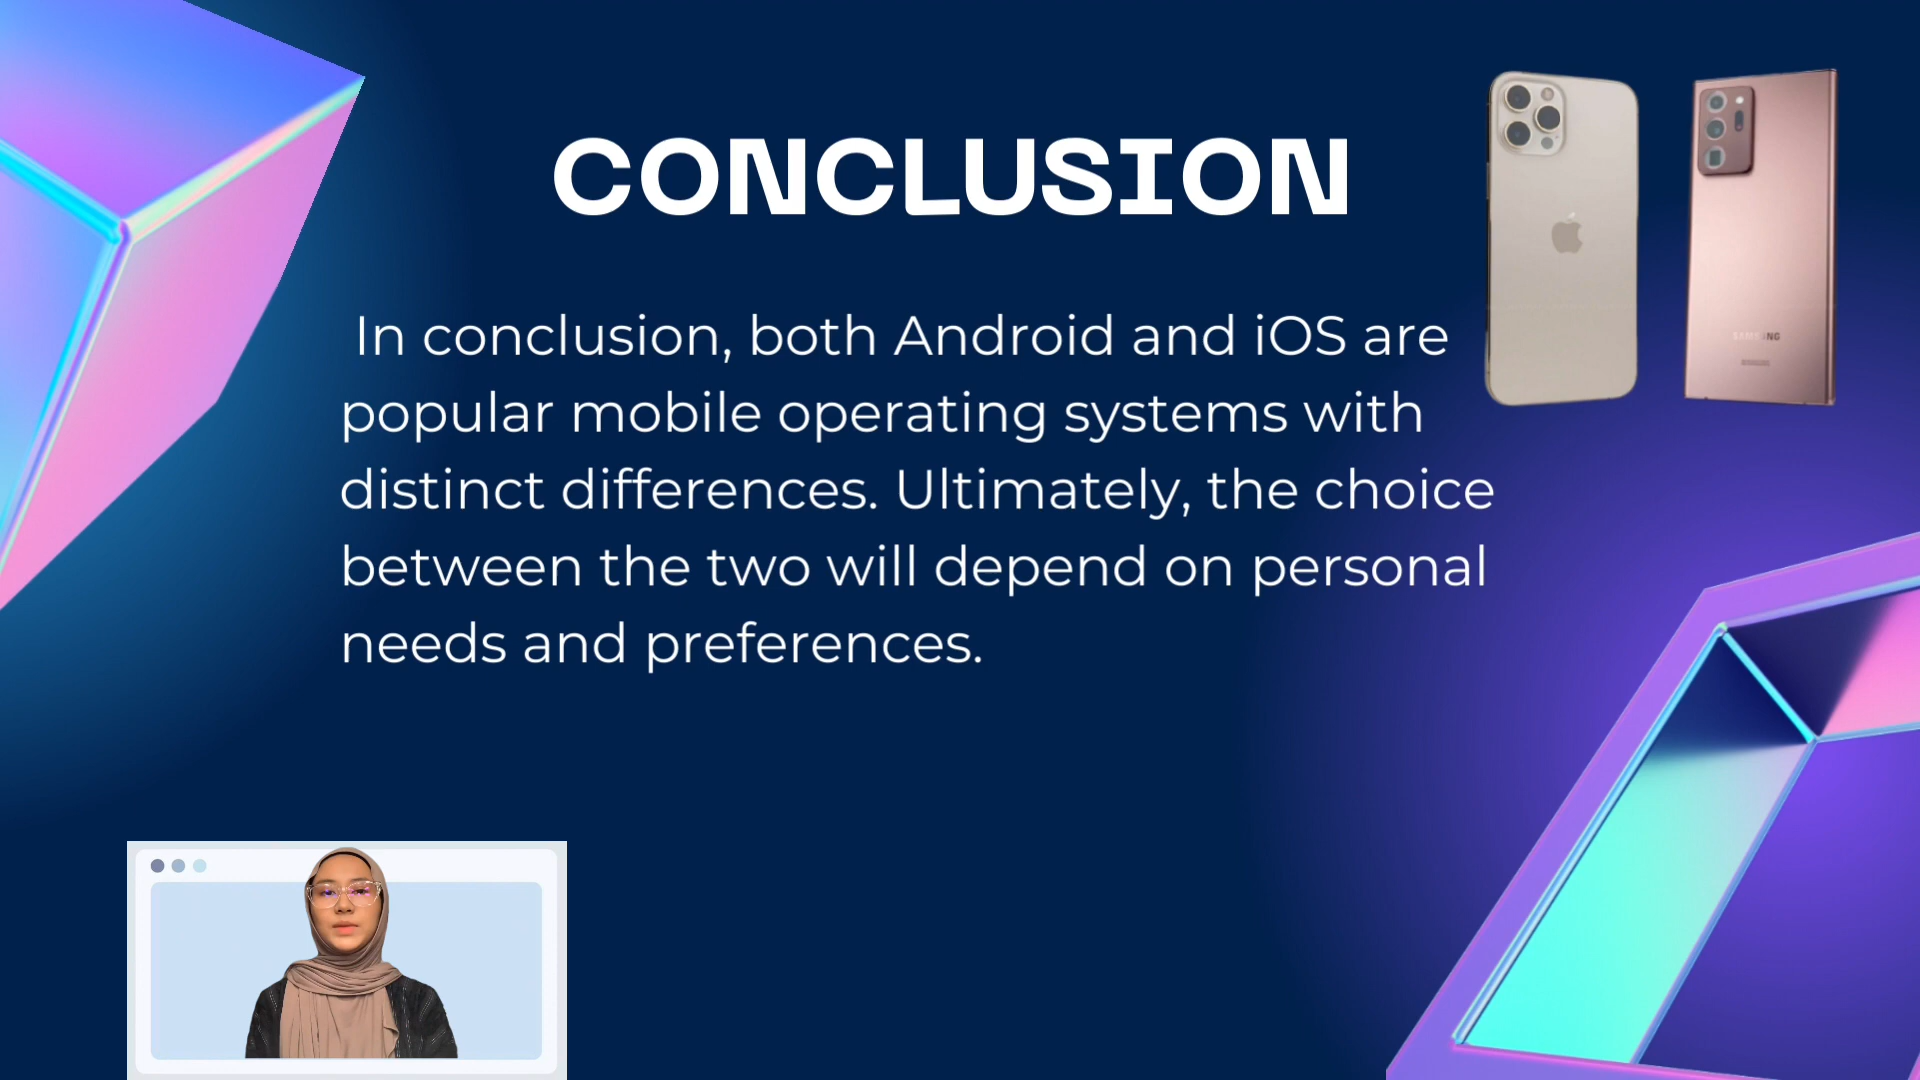 CONCLUSION
In conclusion, both Android and iOS are
popular mobile operating systems with
distinct differences. Ultimately, the choice
between the two will depend on personal
needs and preferences.
SAMSUNG